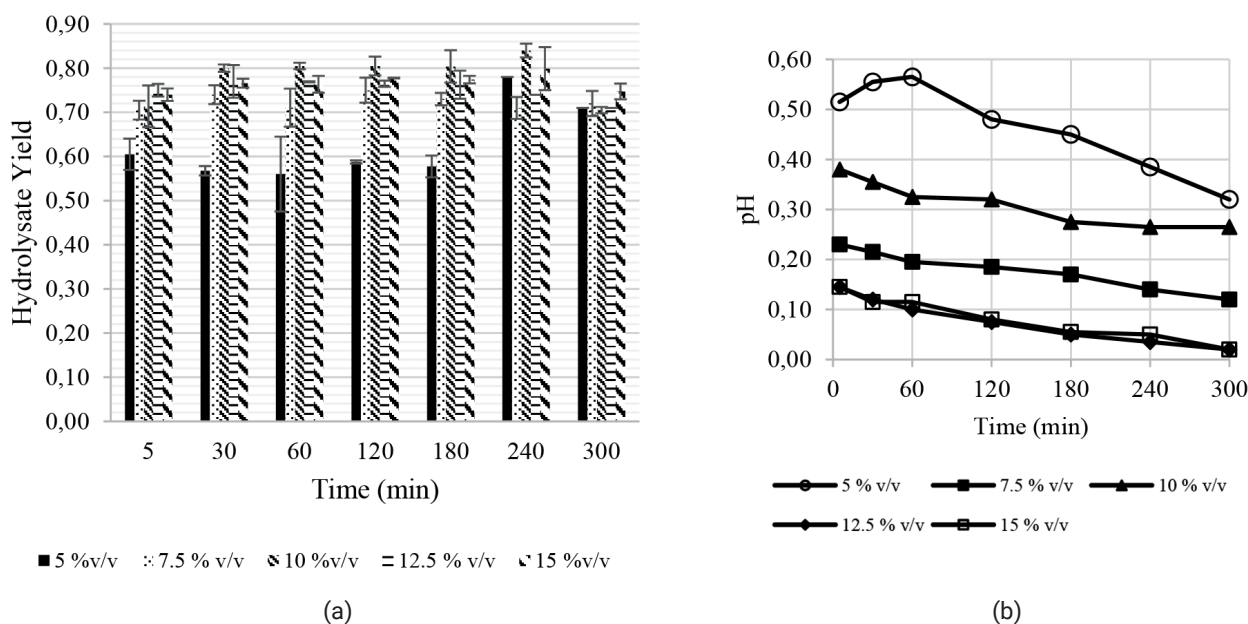 0,90
0,80
0,70
0,60
0,50
0,40
0,30
0,20
0,10
0,00
Hydrolysate Yield
5 30 60 120 180 240 300
Time (min)
5 %v/v 7.5 % v/v 10 %v/v 12.5 % v/v 15 %v/v
(a)
0,60
0,50
0,40
0,30
0,20
0,10
0,00
pH
0 60 120 180 240 300
Time (min)
5 % v/v 7.5 % v/v 10 % v/v
12.5 % v/v 15 % v/v
(b)